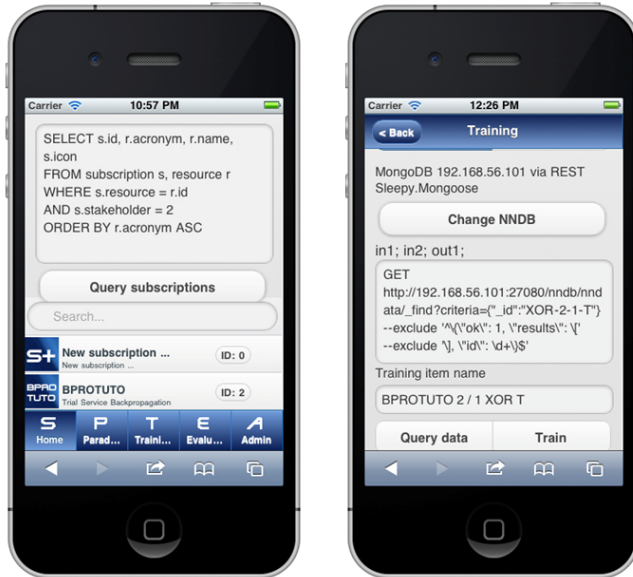 Carrier 10:57 PM
SELECT s.id, r.acronym, r.name,
s.icon
FROM subscription s, resource r
WHERE s.resource = r.id
AND s.stakeholder = 2
ORDER BY r.acronym ASC
Query subscriptions
Search...
S+ New subscription ... ID: 0
New subscription ...
BPRO TUTO BPROTUTO ID: 2
Trial Service Backpropagation
S P T E A
Home Parad... Traini... Evalu... Admin
Carrier 12:26 PM
< Back Training
MongoDB 192.168.56.101 via REST
Sleepy.Mongoose
Change NNDB
in1; in2; out1;
GET
http://192.168.56.101:27080/nndb/nnd
ata/_find?criteria={"_id":"XOR-2-1-T"}
--exclude '^\{\"ok\": 1, \"results\": \['
--exclude '\], \"id\": \d+\}$'
Training item name
BPROTUTO 2 / 1 XOR T
Query data Train